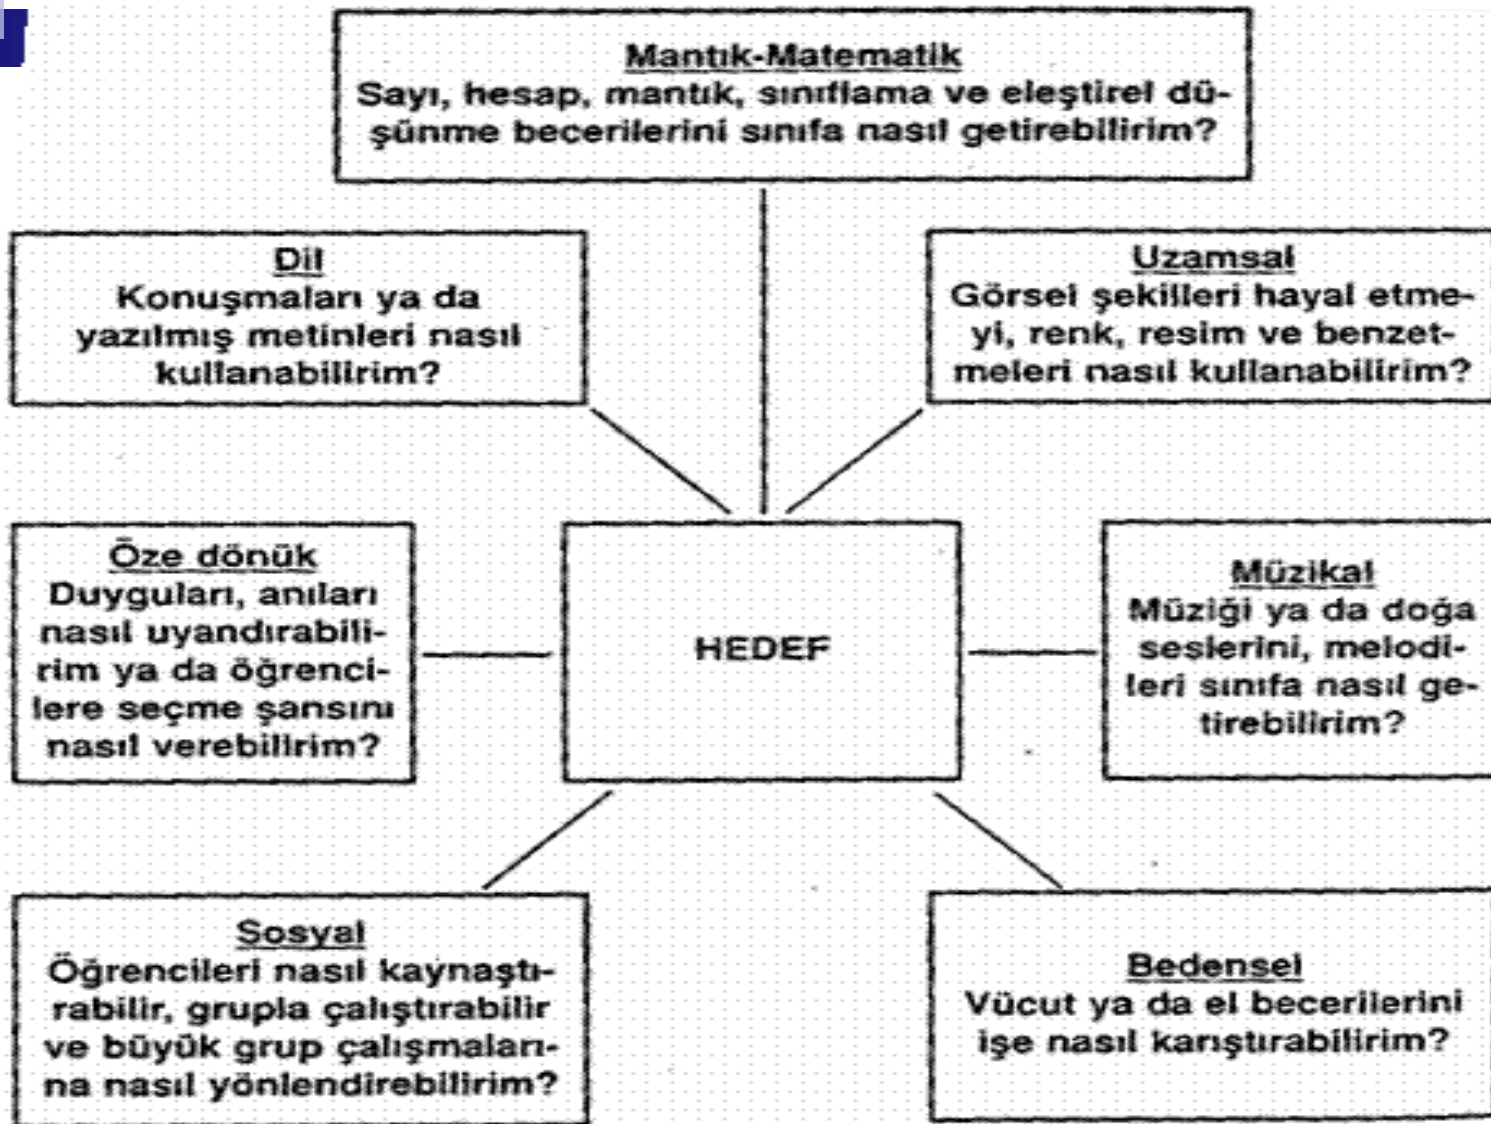 Mantık-Matematik
Sayı, hesap, mantık, sınıflama ve eleştirel dü-
şünme becerilerini sınıfa nasıl getirebilirim?
Dil
Konuşmaları ya da
yazılmış metinleri nasıl
kullanabilirim?
Uzamsal
Görsel şekilleri hayal etme-
yi, renk, resim ve benzet-
meleri nasıl kullanabilirim?
Öze dönük
Duyguları, anıları
nasıl uyandırabili-
rim ya da öğrenci-
lere seçme şansını
nasıl verebilirim?
HEDEF
Müzikal
Müziği ya da doğa
seslerini, melodi-
leri sınıfa nasıl ge-
tirebilirim?
Sosyal
Öğrencileri nasıl kaynaştı-
rabilir, grupla çalıştırabilir
ve büyük grup çalışmaları-
na nasıl yönlendirebilirim?
Bedensel
Vücut ya da el becerilerini
işe nasıl karıştırabilirim?